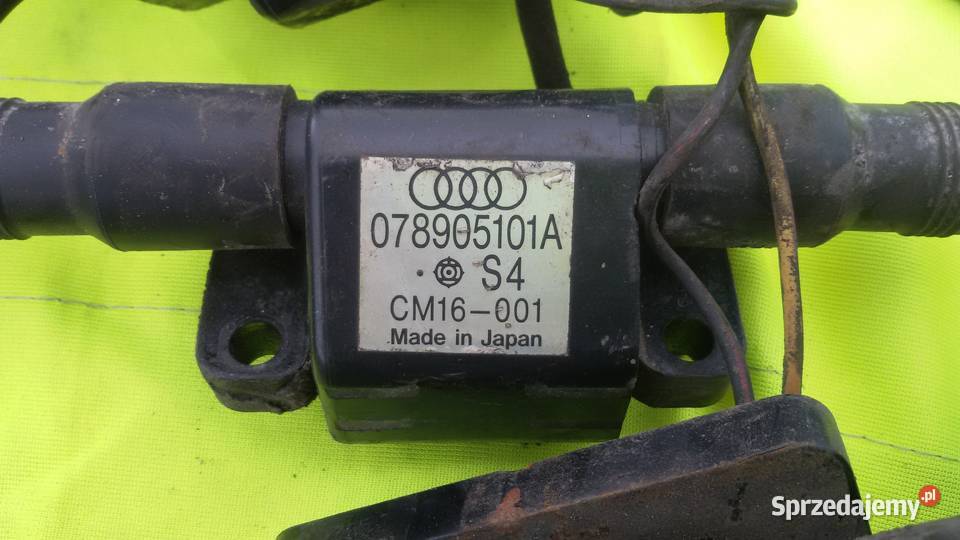 078905101A
S4
CM16-001
Made in Japan
Sprzedajemy.pl